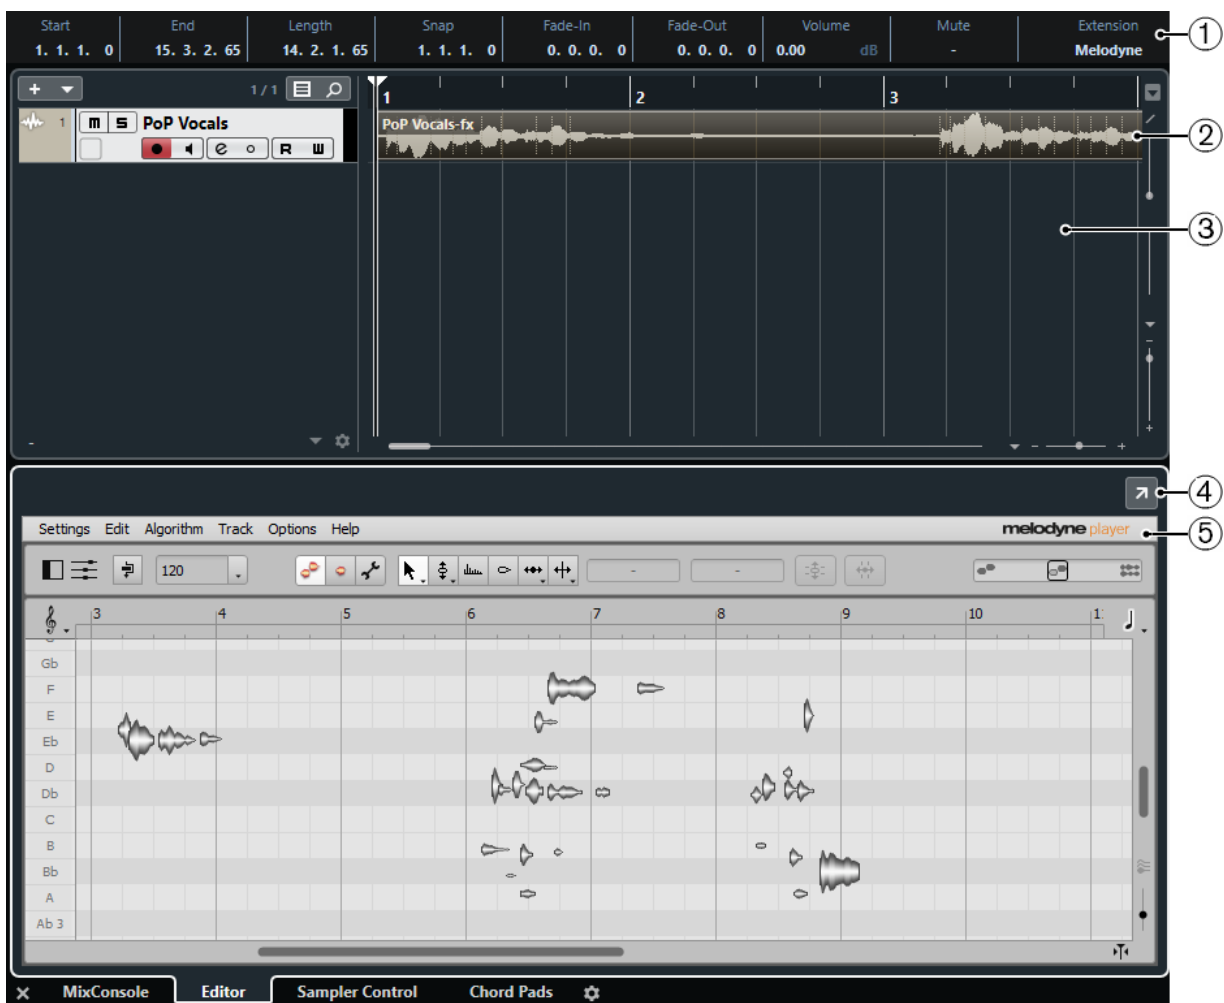 Start End Length Snap Fade-In Fade-Out Volume Mute Extension
1. 1. 1. 0 15. 3. 2. 65 14. 2. 1. 65 1. 1. 1. 0 0. 0. 0. 0 0. 0. 0. 0 0.00 dB - Melodyne
1
+ 1/1
1 2 3
1 m S PoP Vocals
PoP Vocals-fx
2
e R W
3
-
- +
4
Settings Edit Algorithm Track Options Help melodyne player
5
120 - -
3 4 5 6 7 8 9 10
Gb
F
E
Eb
D
Db
C
B
Bb
A
Ab 3
MixConsole Editor Sampler Control Chord Pads